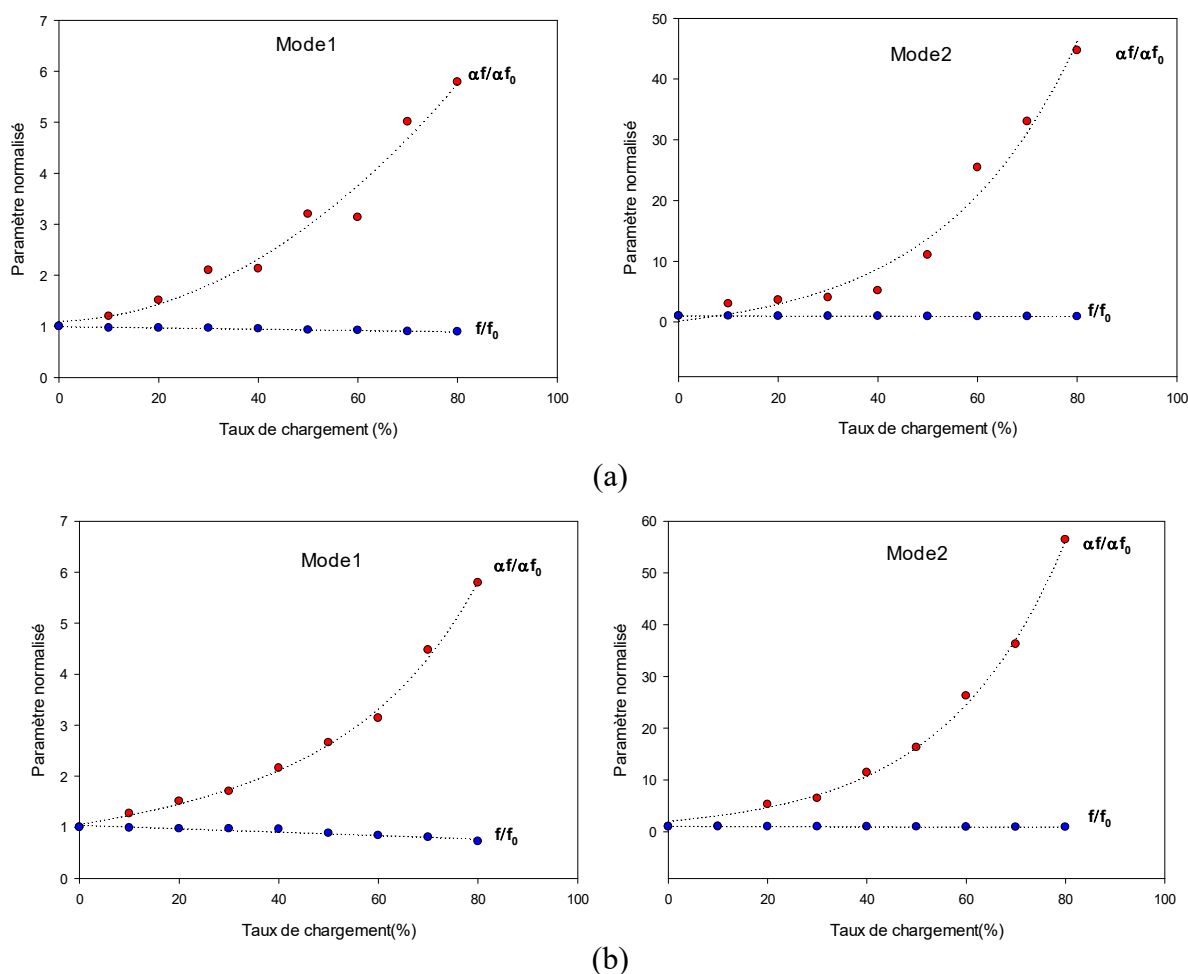 Mode1
Paramètre normalisé
7
6
5
4
3
2
1
0
αf/αf₀
f/f₀
0 20 40 60 80 100
Taux de chargement (%)
Mode2
Paramètre normalisé
50
40
30
20
10
0
αf/αf₀
f/f₀
0 20 40 60 80 100
Taux de chargement (%)
(a)
Mode1
Paramètre normalisé
7
6
5
4
3
2
1
0
αf/αf₀
f/f₀
0 20 40 60 80 100
Taux de chargement(%)
Mode2
Paramètre normalisé
60
50
40
30
20
10
0
αf/αf₀
f/f₀
0 20 40 60 80 100
Taux de chargement(%)
(b)